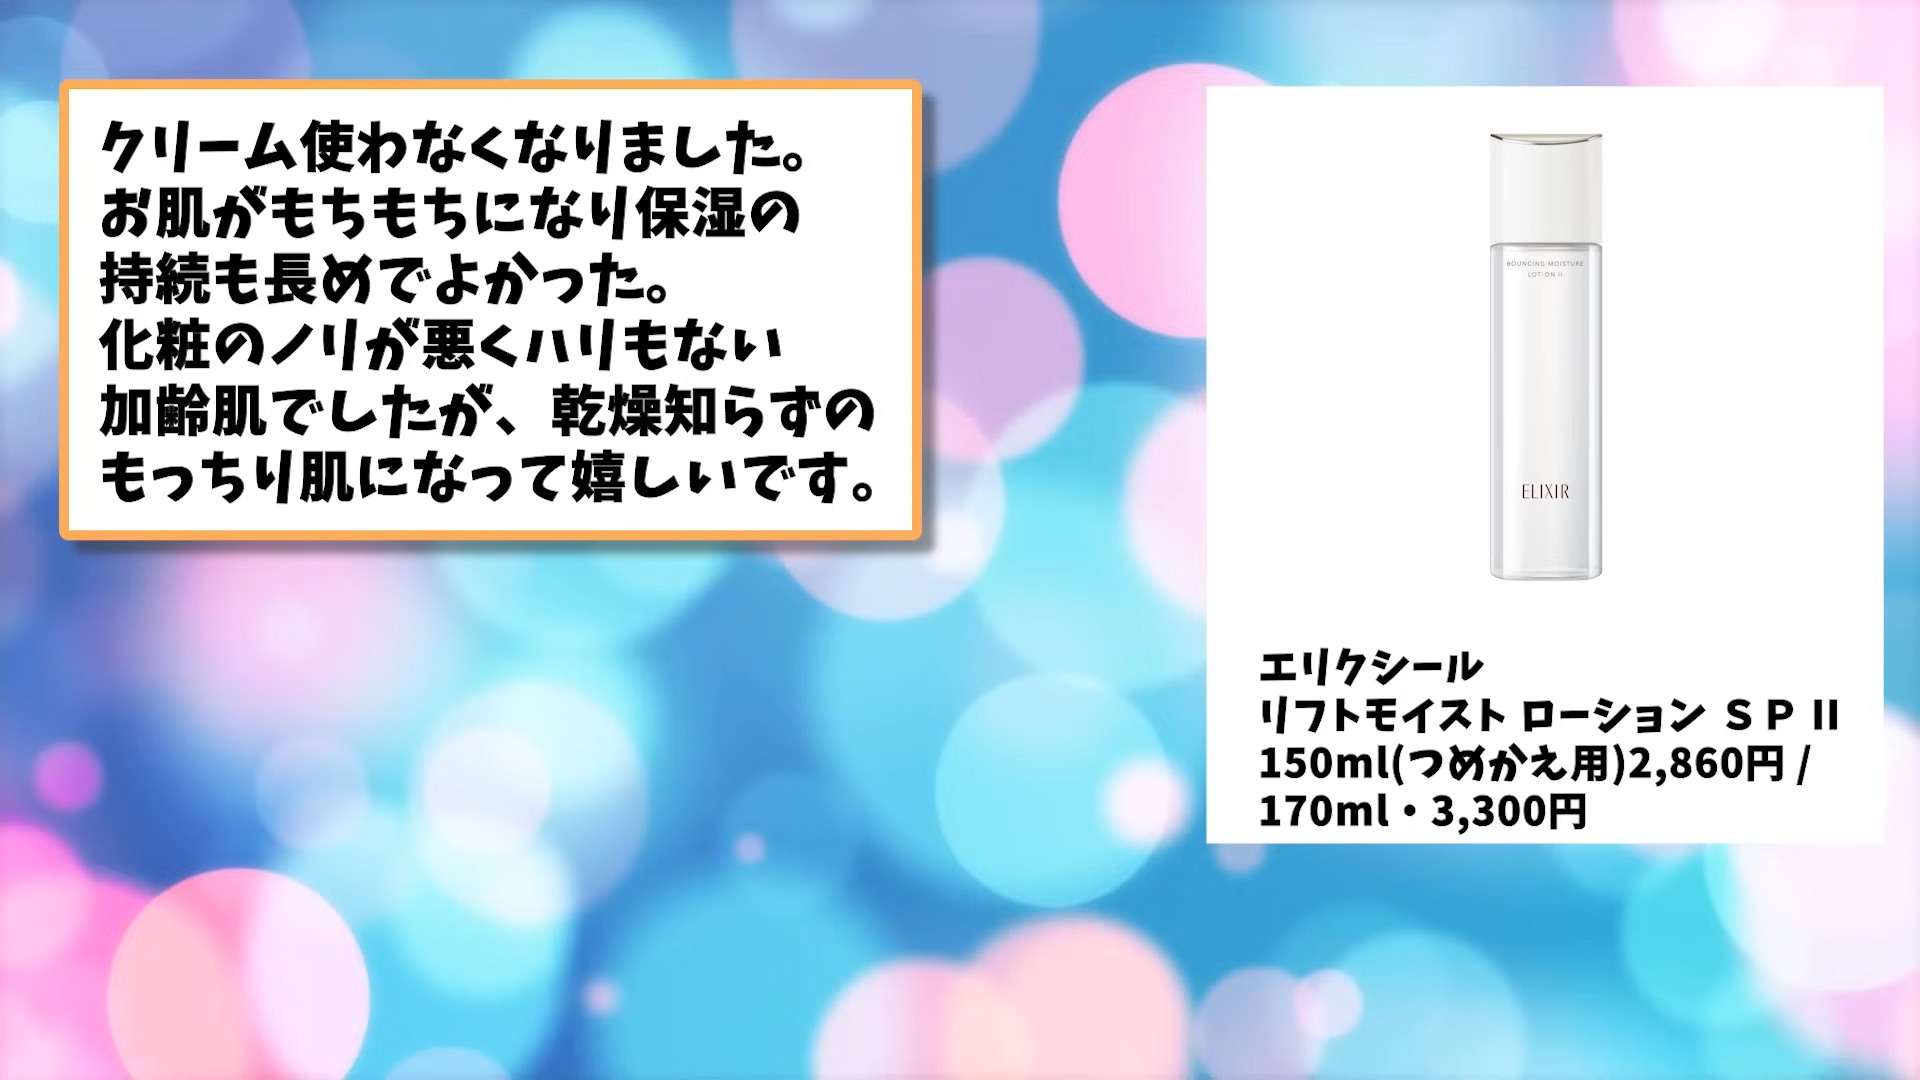 クリーム使わなくなりました。
お肌がもちもちになり保湿の
持続も長めでよかった。
化粧のノリが悪くハリもない
加齢肌でしたが、乾燥知らずの
もっちり肌になって嬉しいです。
BOUNCING MOISTURE
LOTION II
ELIXIR
エリクシール
リフトモイスト ローション ＳＰ II
150ml(つめかえ用)2,860円 /
170ml・3,300円